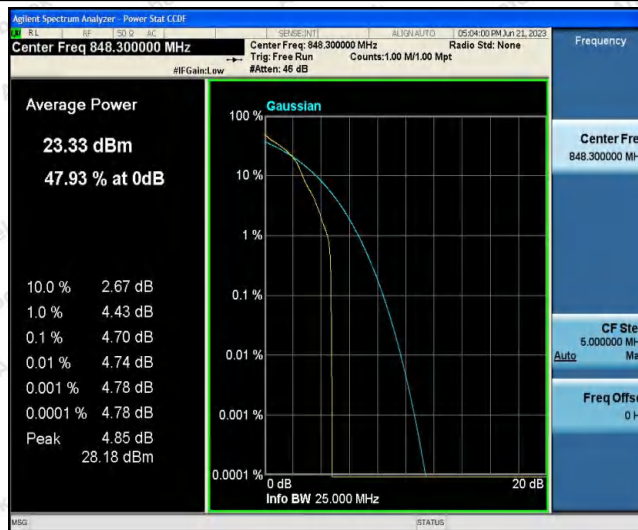 Agilent Spectrum Analyzer - Power Stat CCDF
RL RF 50 Ω AC SENSE:INT ALIGN AUTO 05:04:00 PM Jun 21, 2023
Center Freq 848.300000 MHz
Center Freq: 848.300000 MHz Radio Std: None
Trig: Free Run Counts:1.00 M/1.00 Mpt
#IFGain:Low #Atten: 46 dB
Frequency
Average Power
23.33 dBm
47.93 % at 0dB
10.0 % 2.67 dB
1.0 % 4.43 dB
0.1 % 4.70 dB
0.01 % 4.74 dB
0.001 % 4.78 dB
0.0001 % 4.78 dB
Peak 4.85 dB
28.18 dBm
Gaussian
100 %
10 %
1 %
0.1 %
0.01 %
0.001 %
0.0001 %
0 dB 20 dB
Info BW 25.000 MHz
Center Fre
848.300000 MH
CF Ste
5.000000 MH
Auto Ma
Freq Offse
0 H
MSG STATUS